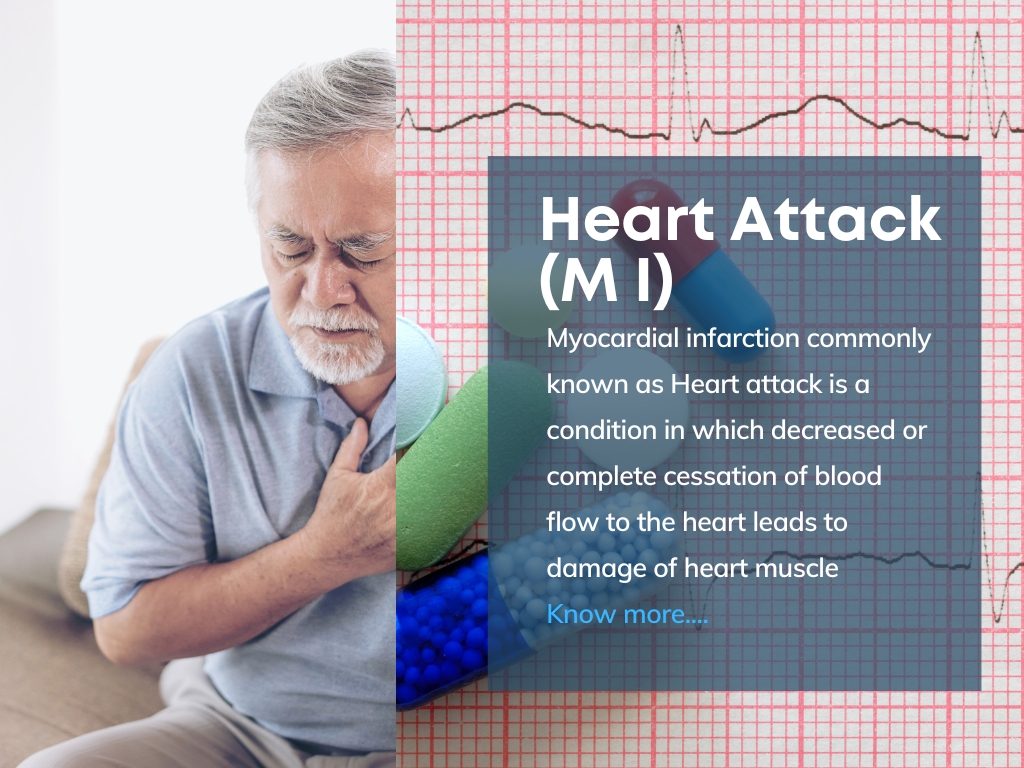 Heart Attack
(M I)
Myocardial infarction commonly
known as Heart attack is a
condition in which decreased or
complete cessation of blood
flow to the heart leads to
damage of heart muscle
Know more....